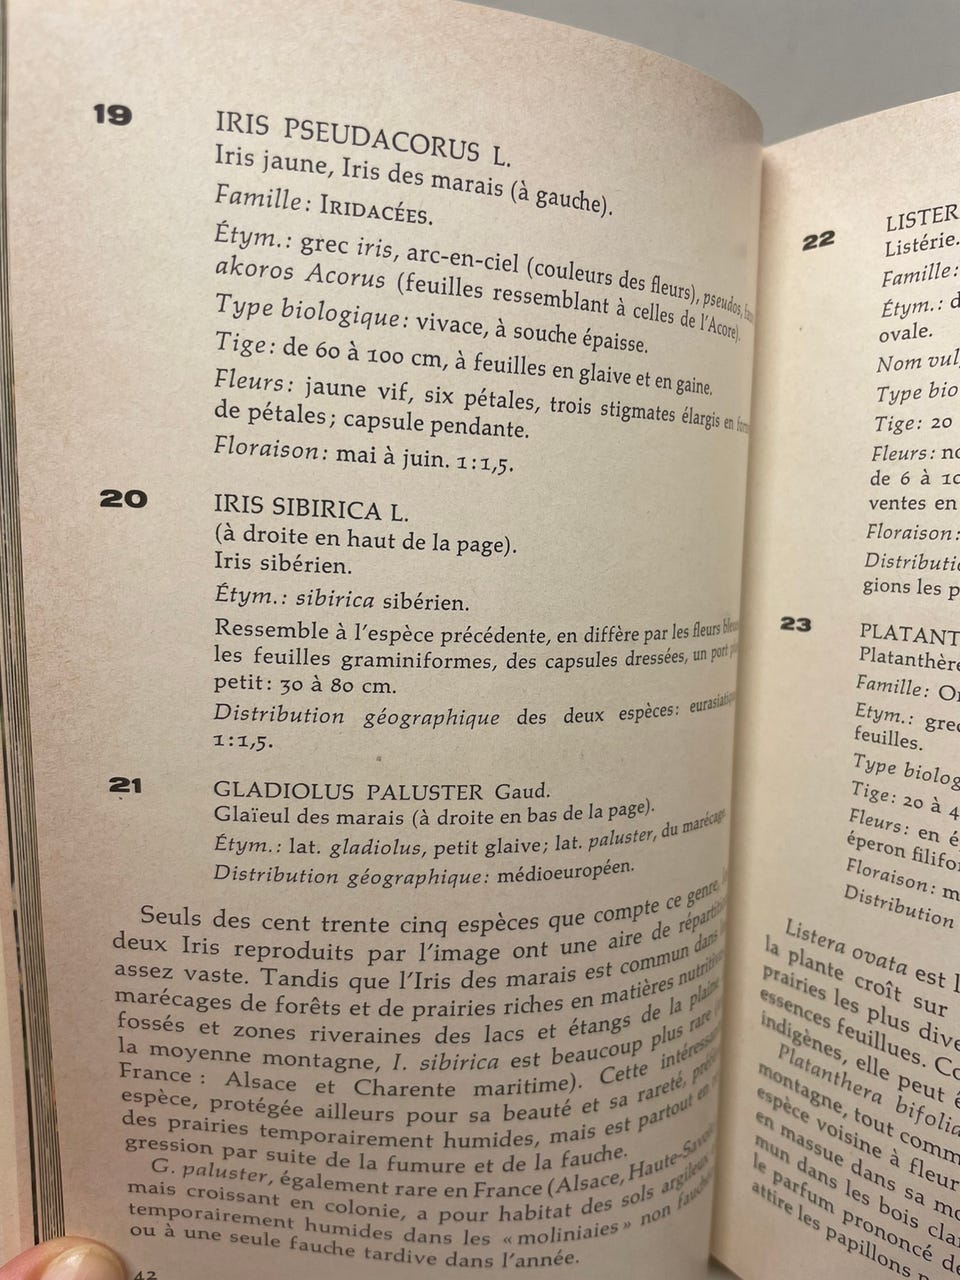 19
IRIS PSEUDACORUS L.
Iris jaune, Iris des marais (à gauche).
Famille: IRIDACÉES.
Étym.: grec iris, arc-en-ciel (couleurs des fleurs), pseudos,
akoros Acorus (feuilles ressemblant à celles de l'Acore).
Type biologique: vivace, à souche épaisse.
Tige: de 60 à 100 cm, à feuilles en glaive et en gaine.
Fleurs: jaune vif, six pétales, trois stigmates élargis en
de pétales; capsule pendante.
Floraison: mai à juin. 1:1,5.
20
IRIS SIBIRICA L.
(à droite en haut de la page).
Iris sibérien.
Étym.: sibirica sibérien.
Ressemble à l'espèce précédente, en diffère par les fleurs
les feuilles graminiformes, des capsules dressées, un port
petit: 30 à 80 cm.
Distribution géographique des deux espèces:
1:1,5.
21
GLADIOLUS PALUSTER Gaud.
Glaïeul des marais (à droite en bas de la page).
Étym.: lat. gladiolus, petit glaive; lat. paluster, du marécage.
Distribution géographique: médioeuropéen.
Seuls des cent trente cinq espèces que compte ce genre,
deux Iris reproduits par l'image ont une aire de
assez vaste. Tandis que l'Iris des marais est commun dans
marécages de forêts et de prairies riches en matières
fossés et zones riveraines des lacs et étangs de la plaine
la moyenne montagne, I. sibirica est beaucoup plus rare
France : Alsace et Charente maritime). Cette
espèce, protégée ailleurs pour sa beauté et sa rareté,
des prairies temporairement humides, mais est partout en
gression par suite de la fumure et de la fauche.
G. paluster, également rare en France (Alsace, Haute-Savoie
mais croissant en colonie, a pour habitat des sols argileux
temporairement humides dans les « moliniaies » non
ou à une seule fauche tardive dans l'année.
42
22
LISTER
Listérie.
Famille:
Étym.: d
ovale.
Nom vul
Type bio
Tige: 20
Fleurs: no
de 6 à 10
ventes en
Floraison:
Distributi
gions les p
23
PLATANT
Platanthère
Famille: O
Etym.: grec
feuilles.
Type biolog
Tige: 20 à 4
Fleurs: en é
éperon filifo
Floraison: m
Distribution
Listera ovata est l
la plante croît sur
prairies les plus dive
essences feuillues. Co
indigènes, elle peut ê
Platanthera bifolia
montagne, tout comm
espèce voisine à fleur
en massue dans sa mo
mun dans les bois clai
le parfum prononcé de
attire les papillons